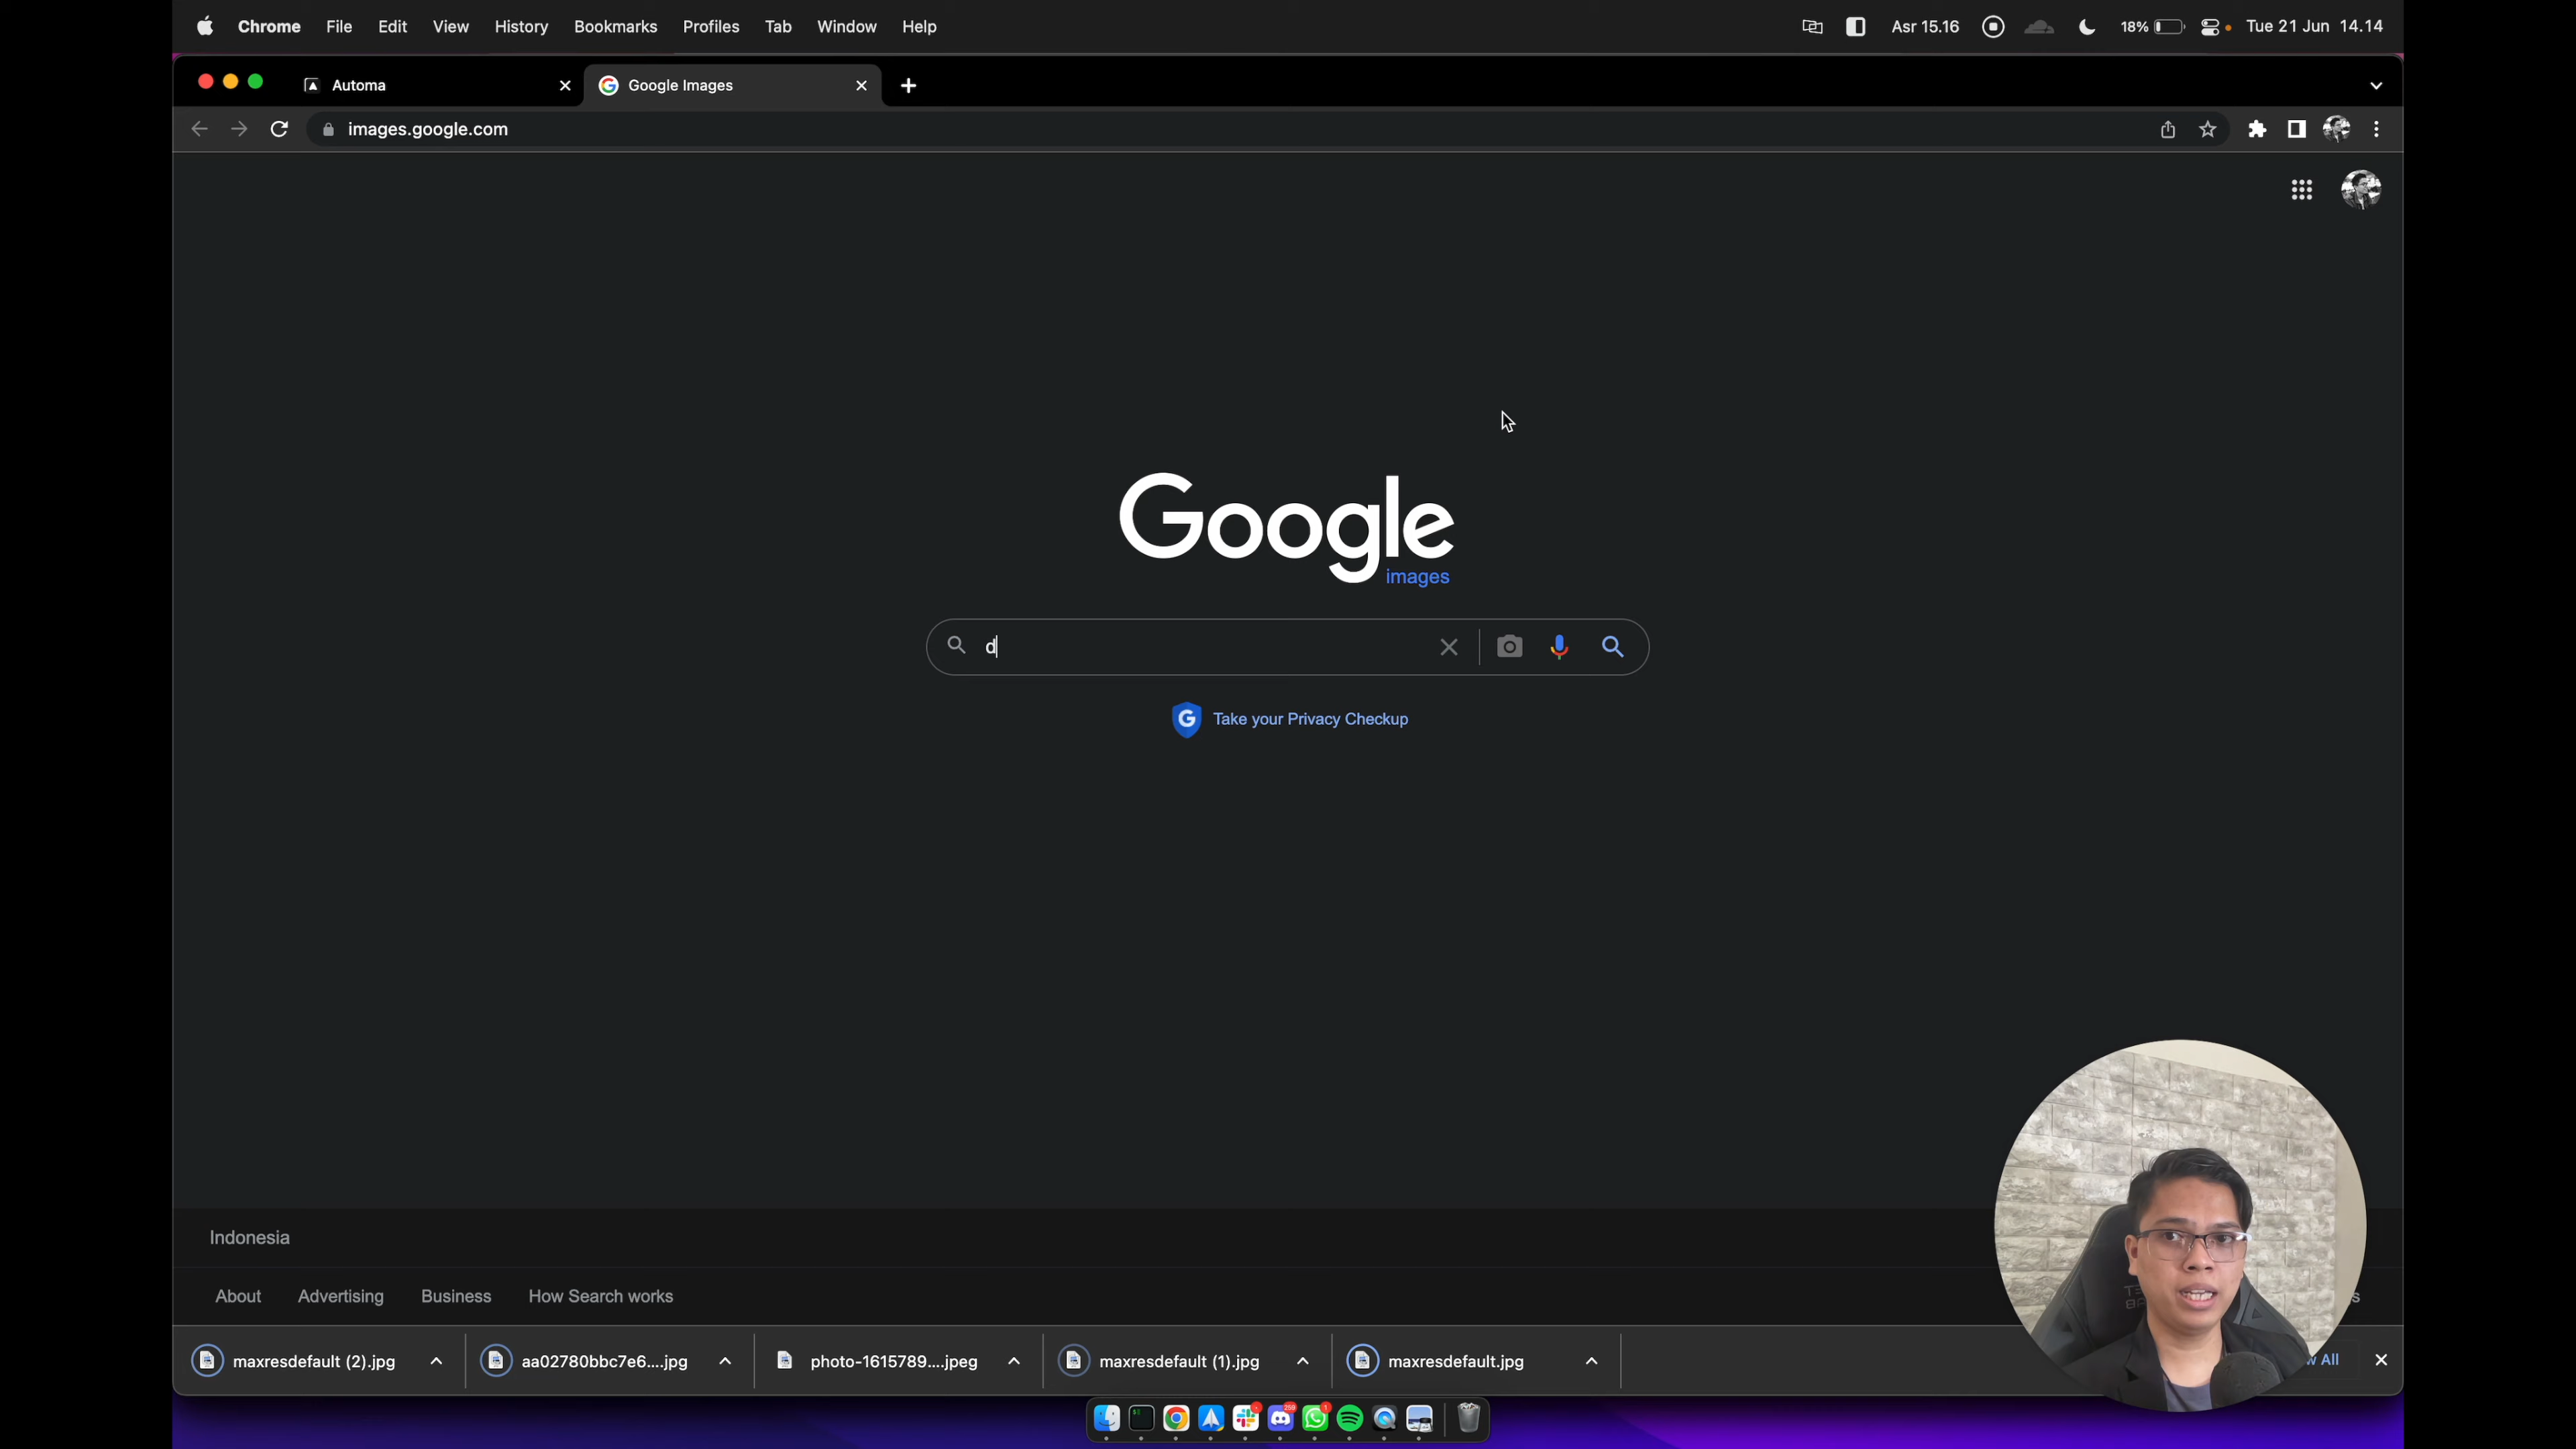 Chrome File Edit View History Bookmarks Profiles Tab Window Help
Asr 15.16 18% Tue 21 Jun 14.14
Automa Google Images
images.google.com
Google
images
d
Take your Privacy Checkup
Indonesia
About Advertising Business How Search works
maxresdefault (2).jpg aa02780bbc7e6....jpg photo-1615789....jpeg maxresdefault (1).jpg maxresdefault.jpg All